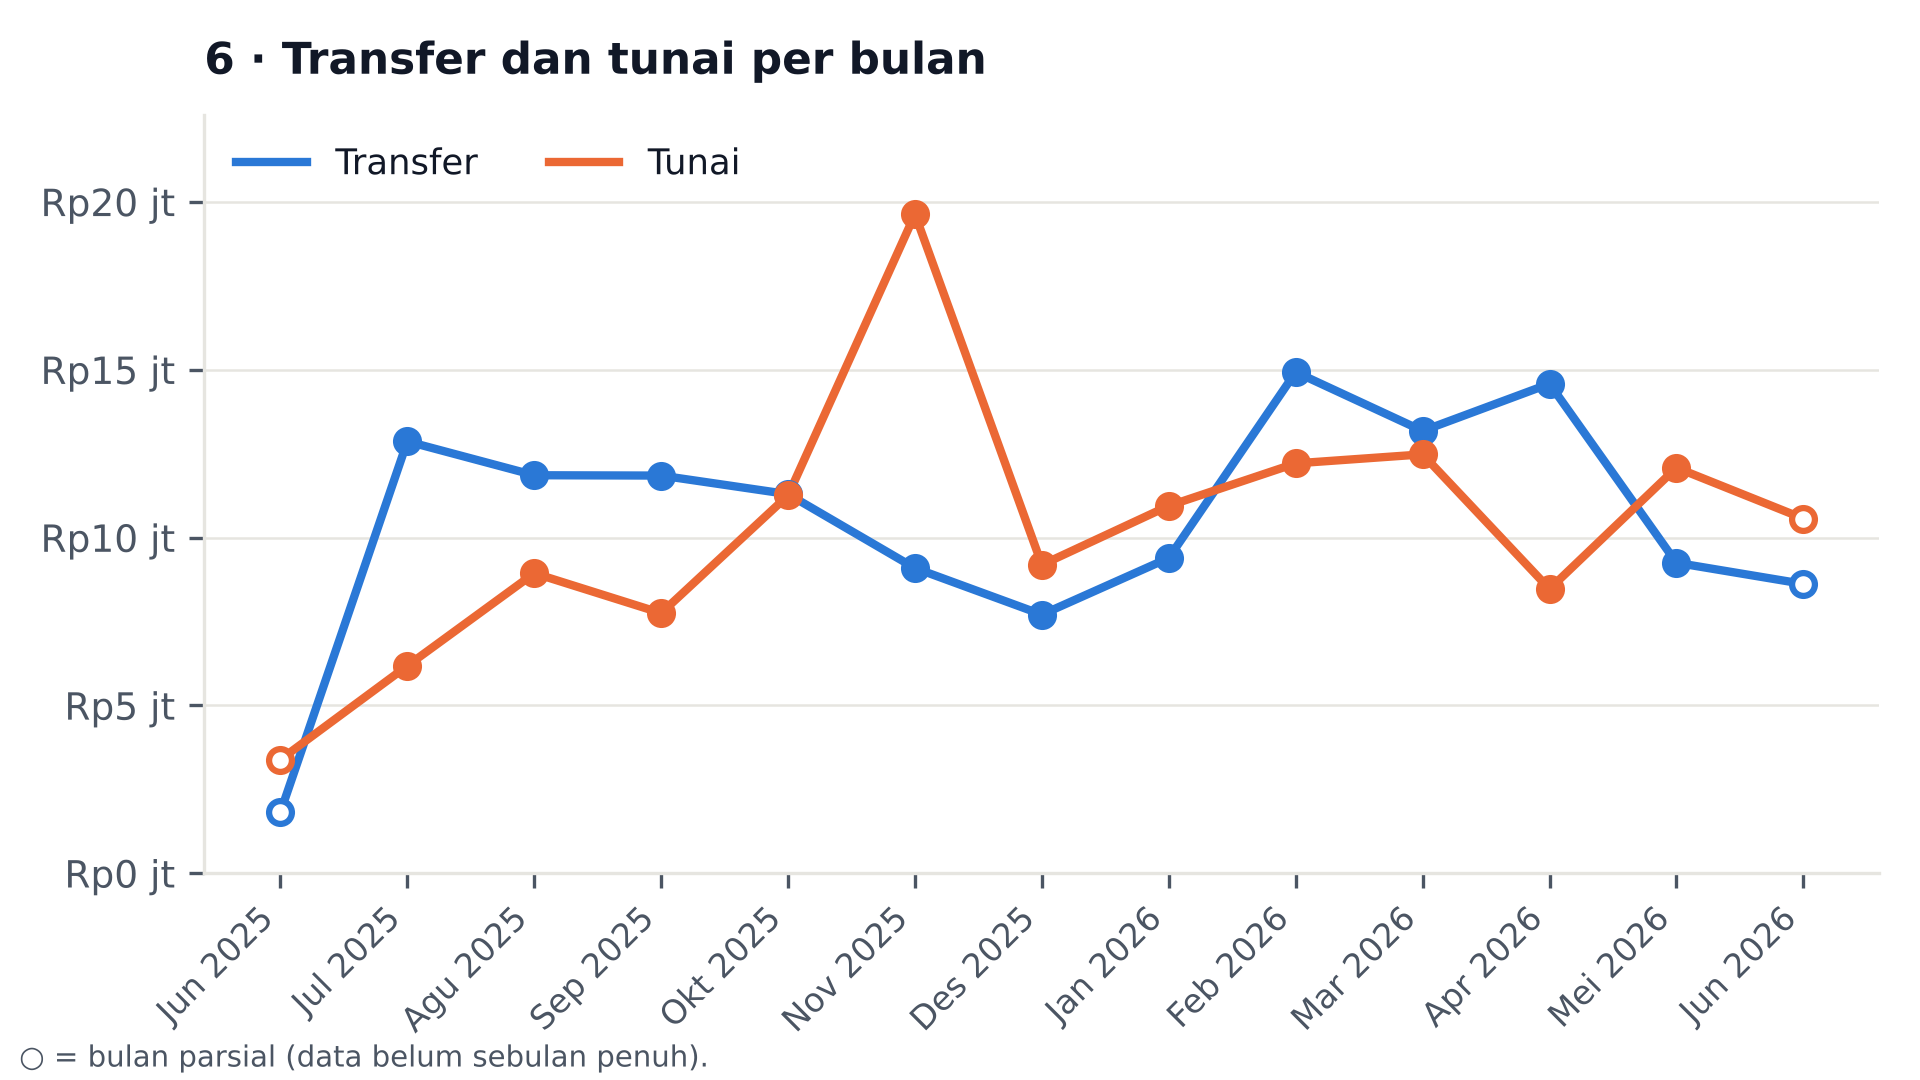 6 · Transfer dan tunai per bulan
Transfer
Tunai
Rp20 jt
Rp15 jt
Rp10 jt
Rp5 jt
Rp0 jt
Jun 2025
Jul 2025
Agu 2025
Sep 2025
Okt 2025
Nov 2025
Des 2025
Jan 2026
Feb 2026
Mar 2026
Apr 2026
Mei 2026
Jun 2026
○ = bulan parsial (data belum sebulan penuh).